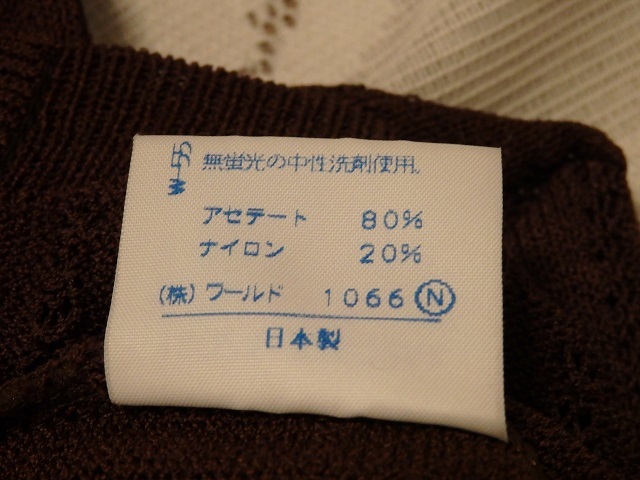 無蛍光の中性洗剤使用。
アセテート 80%
ナイロン 20%
(株)ワールド 1066 Ⓝ
日本製